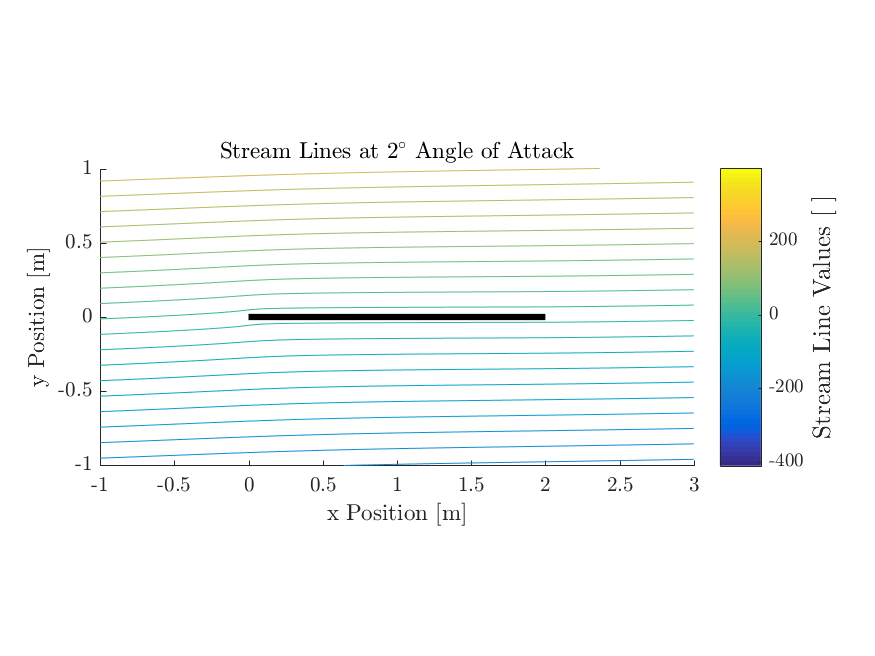 Stream Lines at 2° Angle of Attack
1
0.5
0
-0.5
-1
y Position [m]
-1 -0.5 0 0.5 1 1.5 2 2.5 3
x Position [m]
200
0
-200
-400
Stream Line Values [ ]